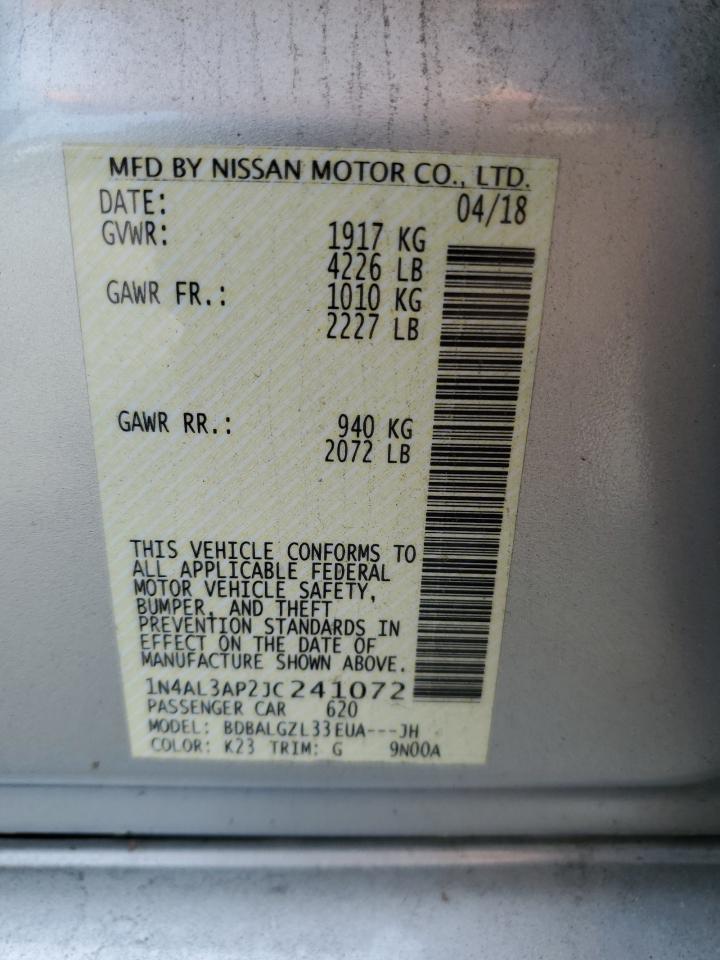 MFD BY NISSAN MOTOR CO., LTD.
DATE: 04/18
GVWR: 1917 KG
4226 LB
GAWR FR.: 1010 KG
2227 LB
GAWR RR.: 940 KG
2072 LB
THIS VEHICLE CONFORMS TO
ALL APPLICABLE FEDERAL
MOTOR VEHICLE SAFETY,
BUMPER, AND THEFT
PREVENTION STANDARDS IN
EFFECT ON THE DATE OF
MANUFACTURE SHOWN ABOVE.
1N4AL3AP2JC241072
PASSENGER CAR 620
MODEL: BDBALGZL33EUA---JH
COLOR: K23 TRIM: G 9N00A